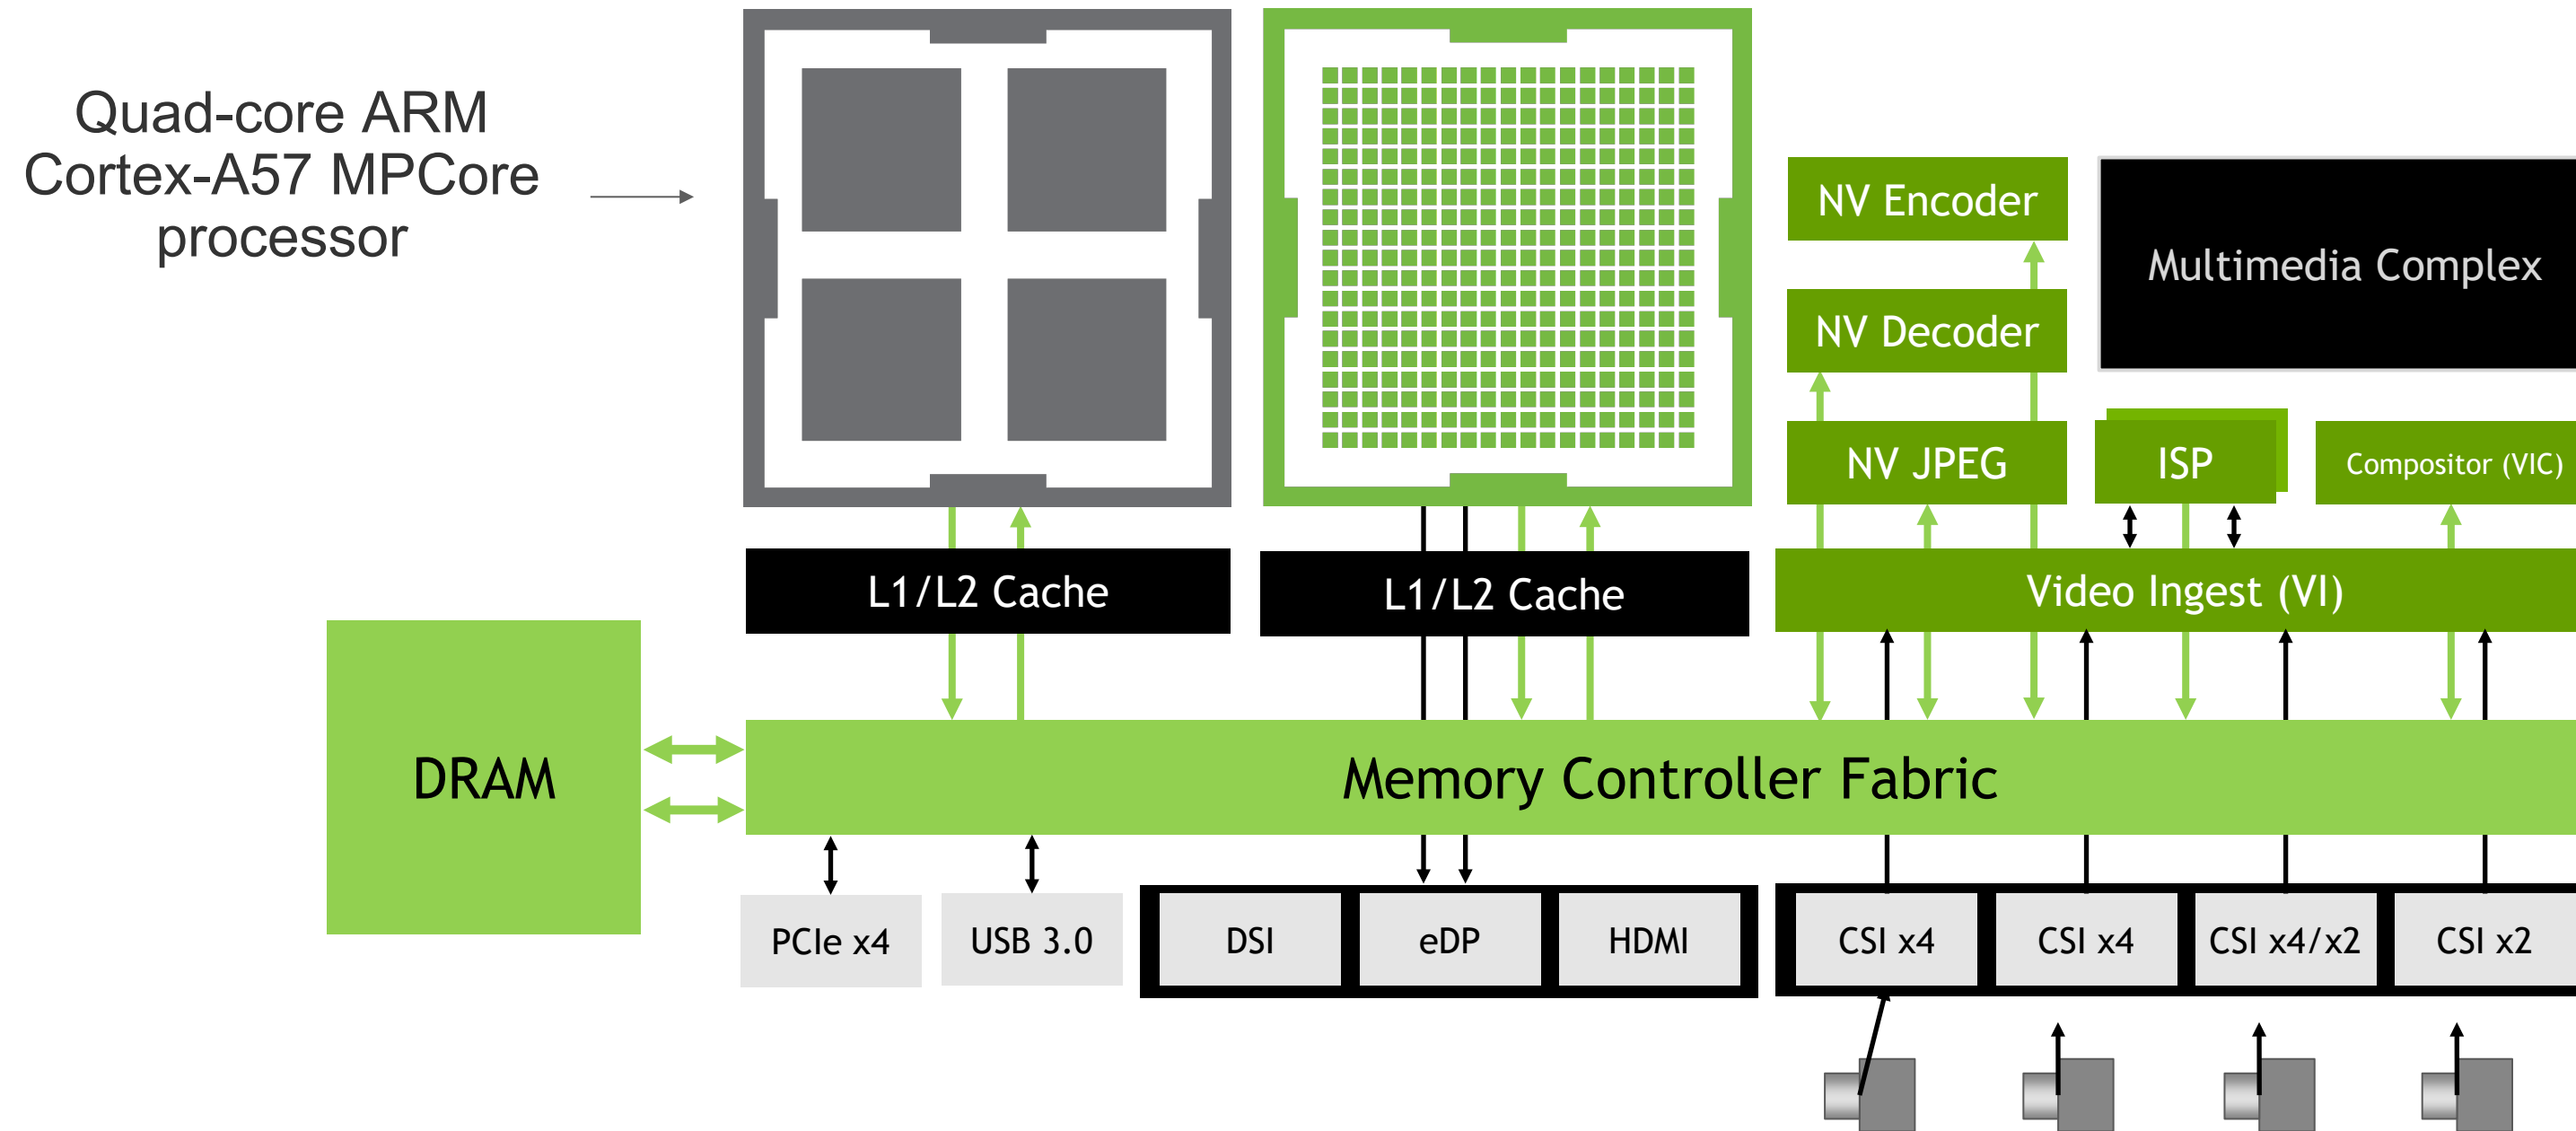 Quad-core ARM
Cortex-A57 MPCore
processor
NV Encoder
Multimedia Complex
NV Decoder
NV JPEG
ISP
Compositor (VIC)
L1/L2 Cache
L1/L2 Cache
Video Ingest (VI)
DRAM
Memory Controller Fabric
PCIe x4
USB 3.0
DSI
eDP
HDMI
CSI x4
CSI x4
CSI x4/x2
CSI x2